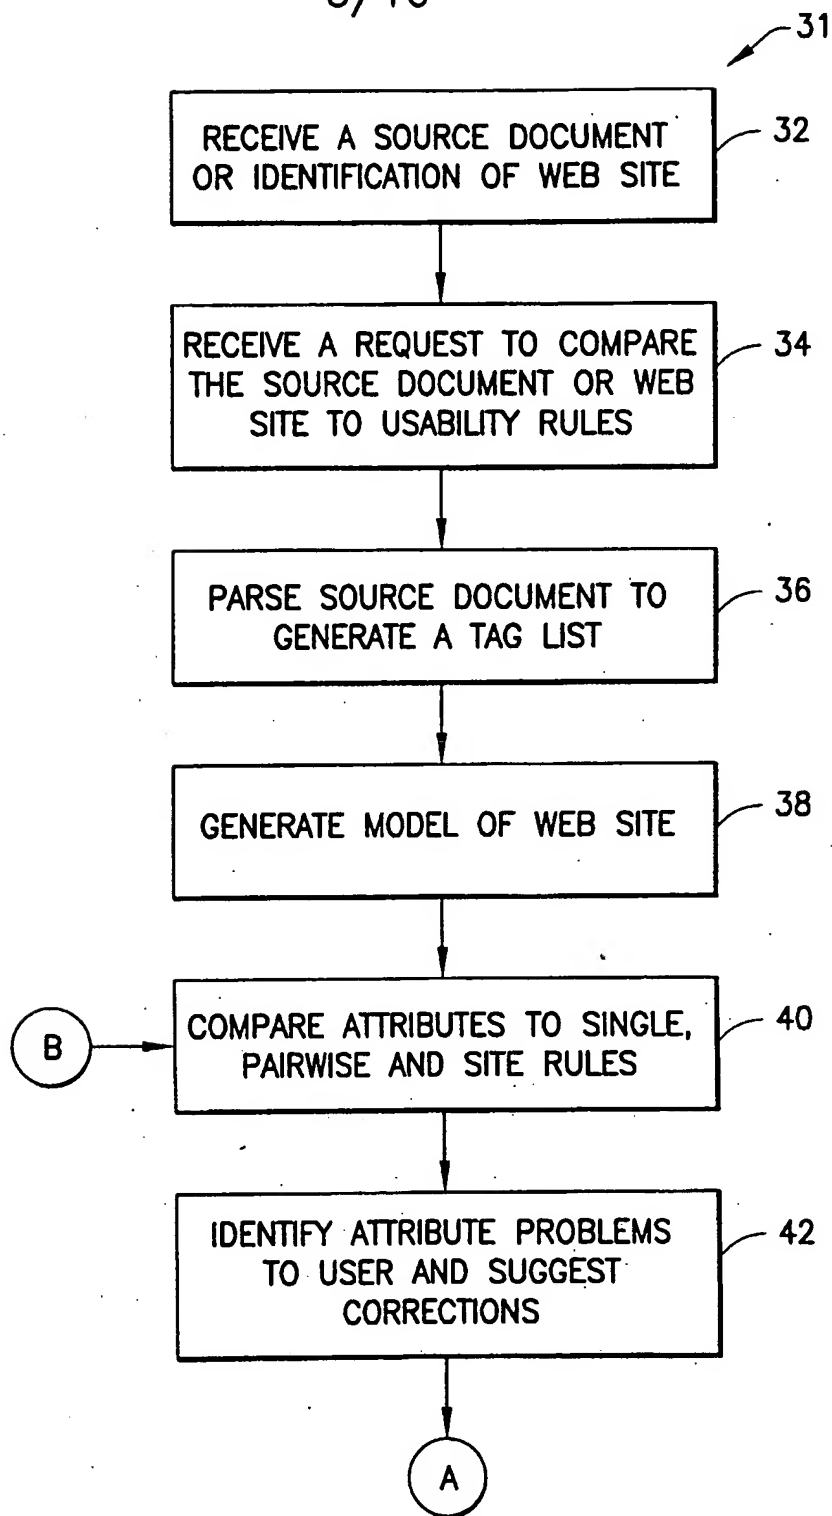 31
RECEIVE A SOURCE DOCUMENT
OR IDENTIFICATION OF WEB SITE
32
RECEIVE A REQUEST TO COMPARE
THE SOURCE DOCUMENT OR WEB
SITE TO USABILITY RULES
34
PARSE SOURCE DOCUMENT TO
GENERATE A TAG LIST
36
GENERATE MODEL OF WEB SITE
38
B
COMPARE ATTRIBUTES TO SINGLE,
PAIRWISE AND SITE RULES
40
IDENTIFY ATTRIBUTE PROBLEMS
TO USER AND SUGGEST
CORRECTIONS
42
A